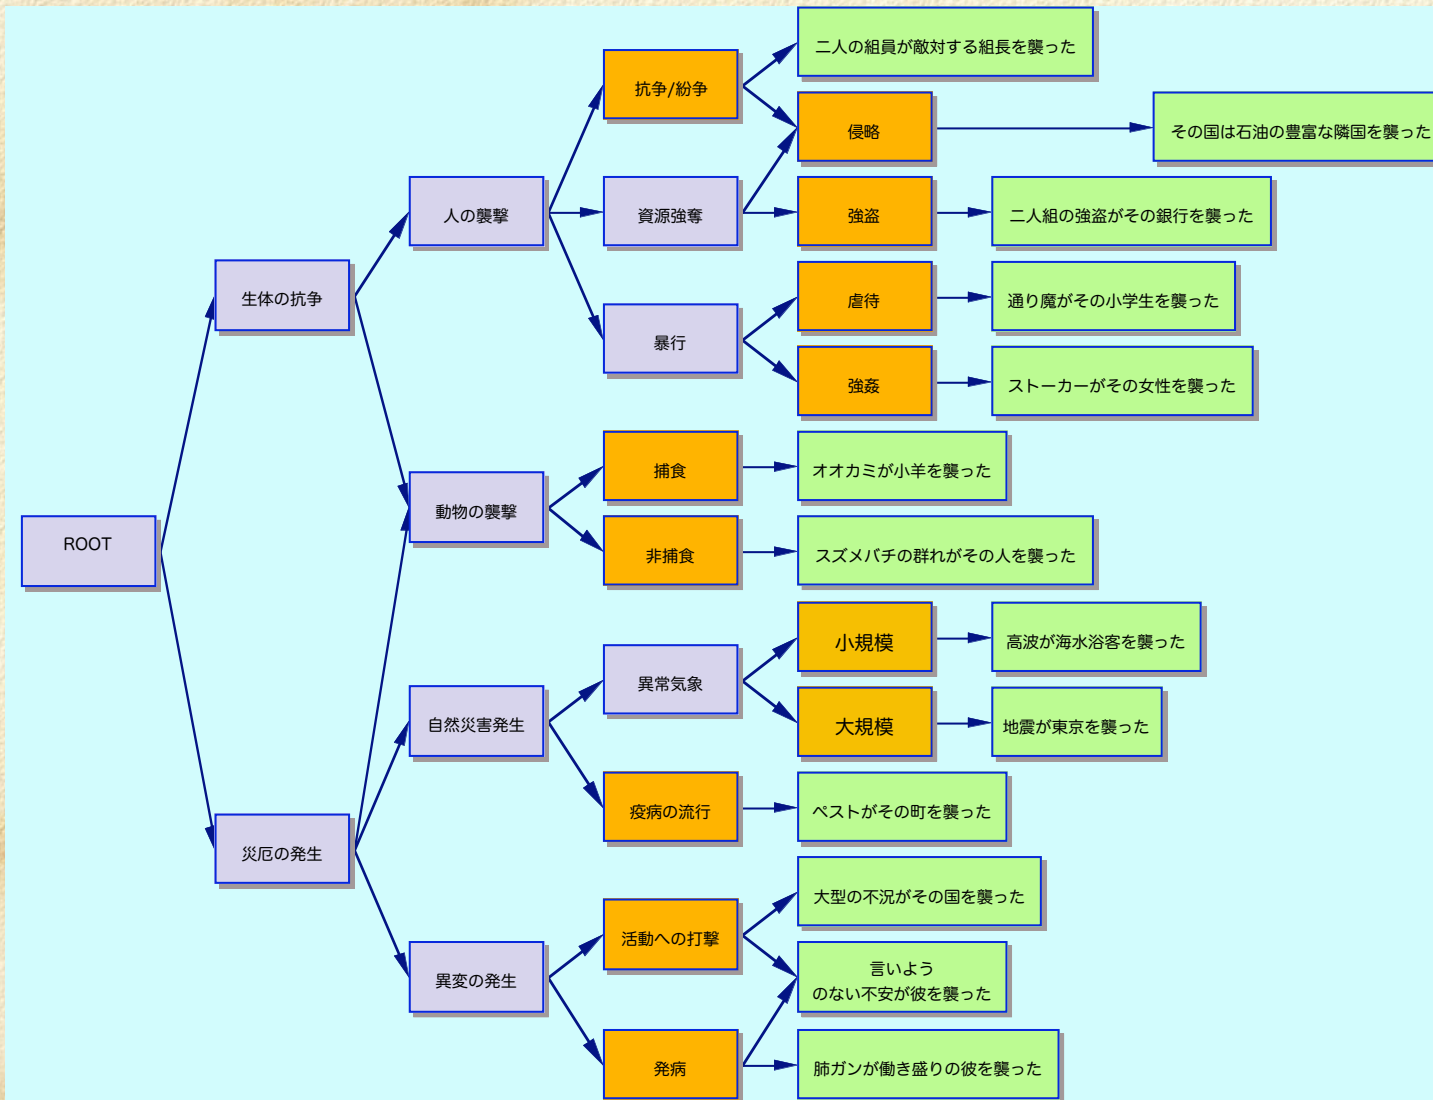 ROOT
生体の抗争
災厄の発生
人の襲撃
動物の襲撃
自然災害発生
異変の発生
抗争/紛争
資源強奪
暴行
捕食
非捕食
異常気象
疫病の流行
活動への打撃
発病
二人の組員が敵対する組長を襲った
侵略
強盗
虐待
強姦
オオカミが小羊を襲った
スズメバチの群れがその人を襲った
小規模
大規模
ペストがその町を襲った
大型の不況がその国を襲った
言いよう
のない不安が彼を襲った
肺ガンが働き盛りの彼を襲った
その国は石油の豊富な隣国を襲った
二人組の強盗がその銀行を襲った
通り魔がその小学生を襲った
ストーカーがその女性を襲った
高波が海水浴客を襲った
地震が東京を襲った